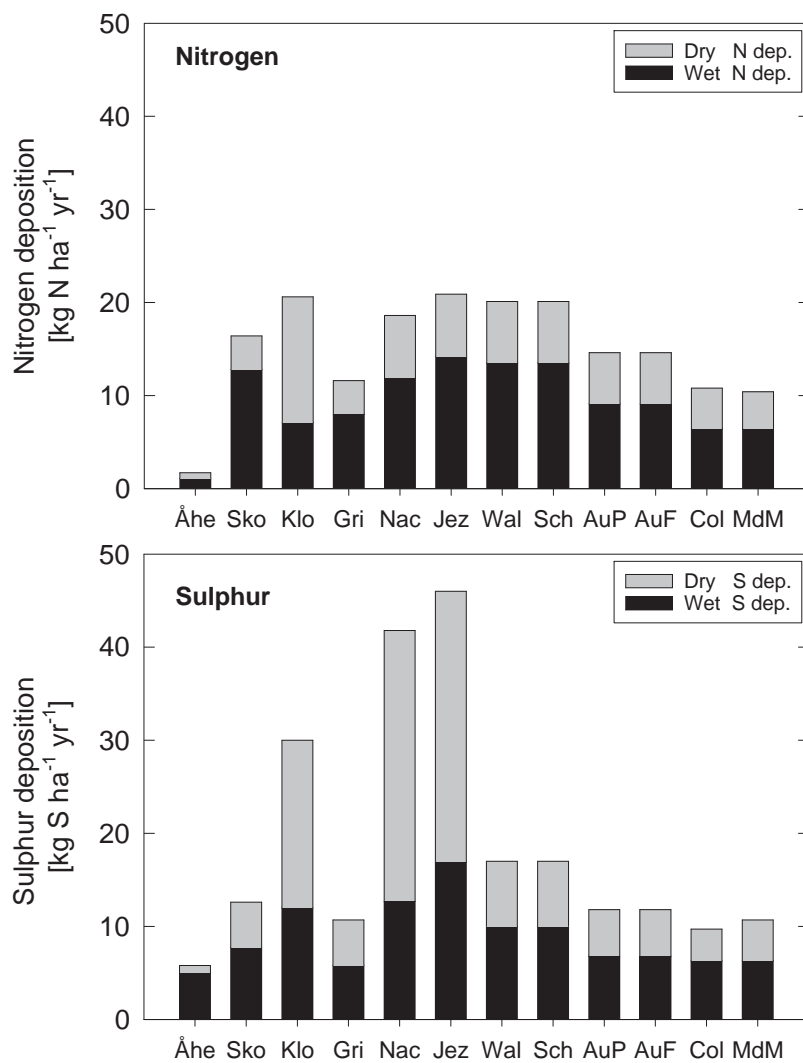 50
Nitrogen
Dry N dep.
Wet N dep.
40
30
20
10
0
Nitrogen deposition
[kg N ha⁻¹ yr⁻¹]
Åhe Sko Klo Gri Nac Jez Wal Sch AuP AuF Col MdM
50
Sulphur
Dry S dep.
Wet S dep.
40
30
20
10
0
Sulphur deposition
[kg S ha⁻¹ yr⁻¹]
Åhe Sko Klo Gri Nac Jez Wal Sch AuP AuF Col MdM